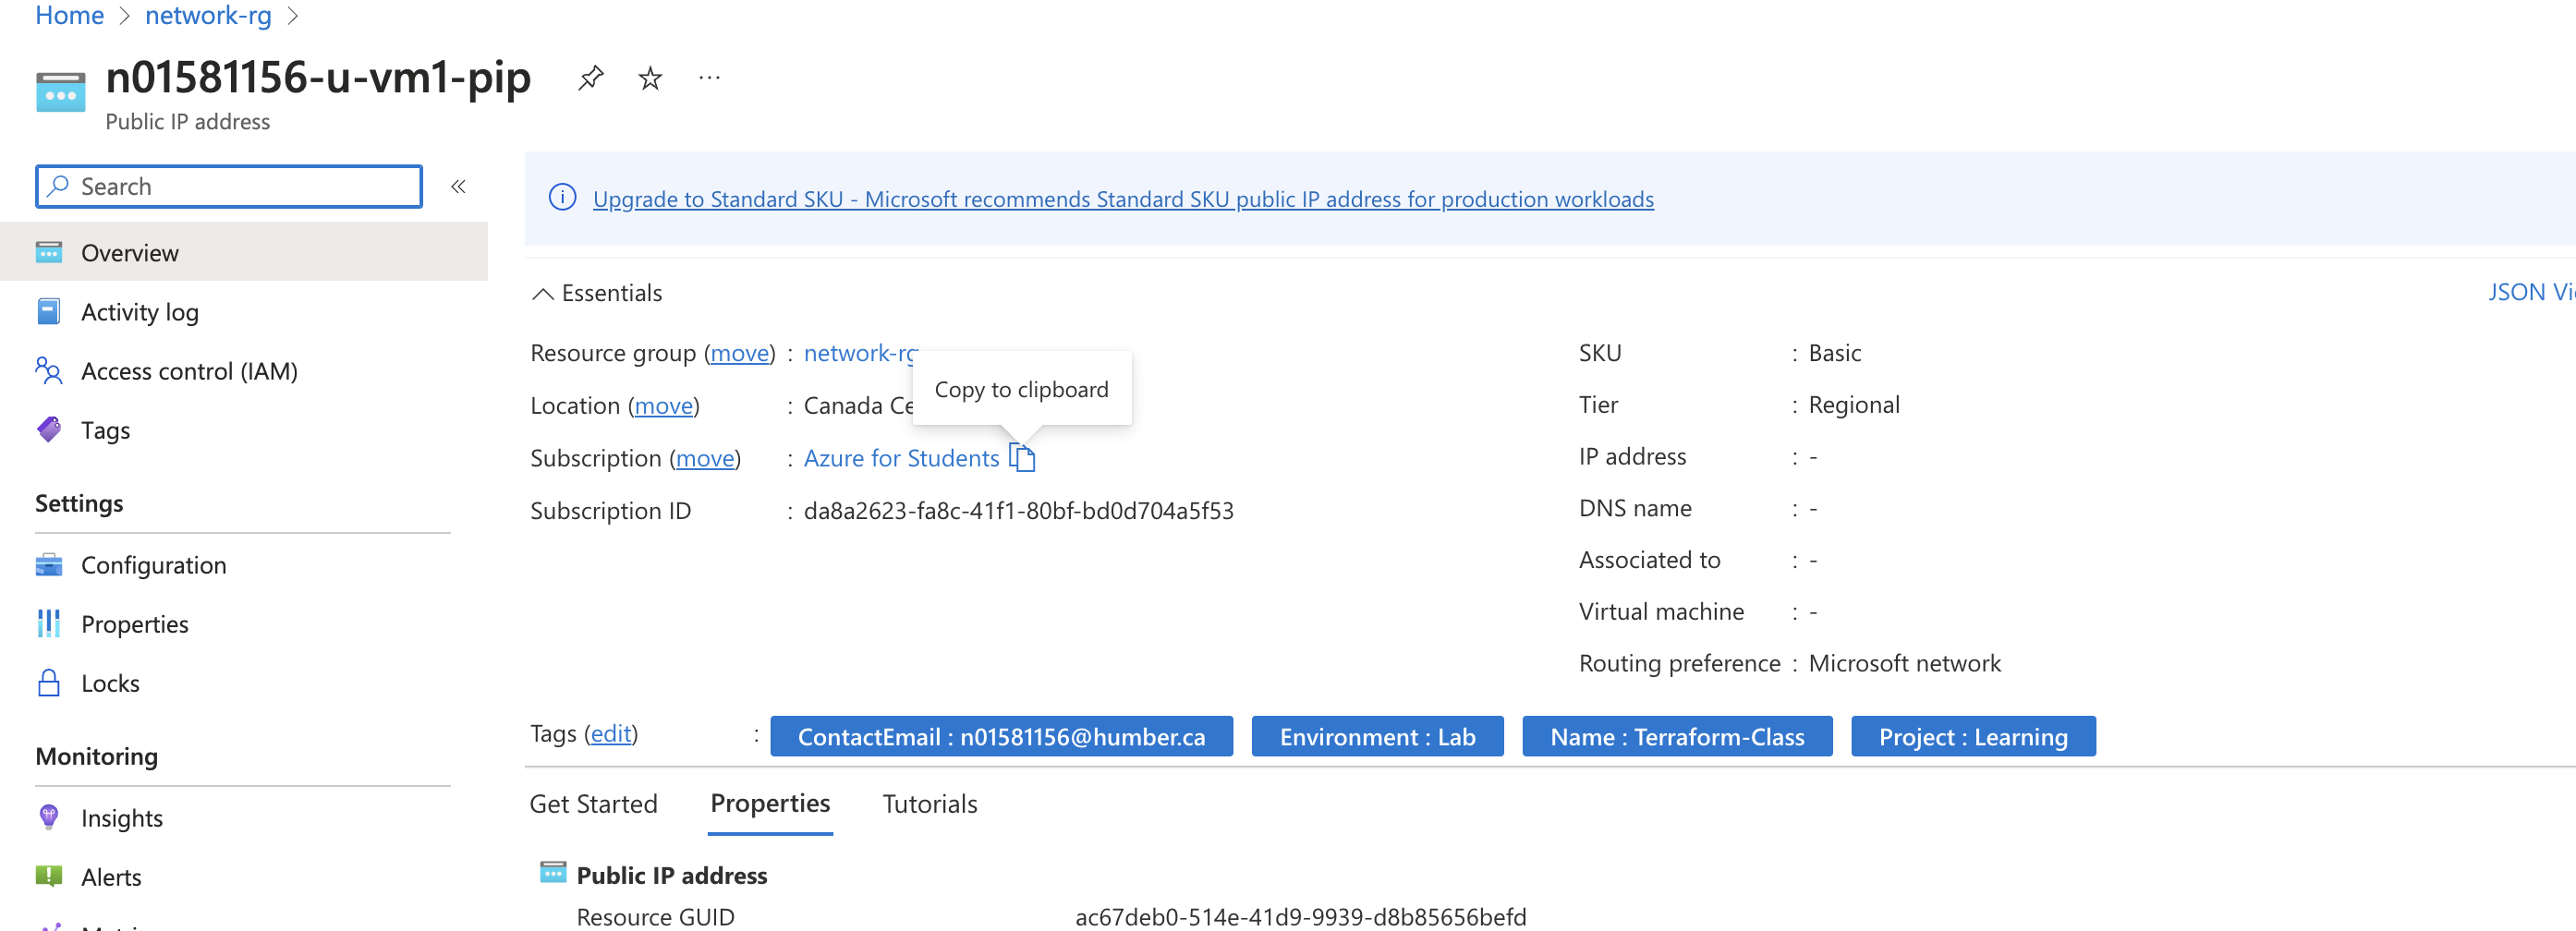 Home > network-rg >
n01581156-u-vm1-pip ...
Public IP address
Search «
Overview
Activity log
Access control (IAM)
Tags
Settings
Configuration
Properties
Locks
Monitoring
Insights
Alerts
Upgrade to Standard SKU - Microsoft recommends Standard SKU public IP address for production workloads
Essentials
JSON Vi
Resource group (move) : network-rg
Copy to clipboard
Location (move) : Canada Ce
Subscription (move) : Azure for Students
Subscription ID : da8a2623-fa8c-41f1-80bf-bd0d704a5f53
SKU : Basic
Tier : Regional
IP address : -
DNS name : -
Associated to : -
Virtual machine : -
Routing preference : Microsoft network
Tags (edit) : ContactEmail : n01581156@humber.ca Environment : Lab Name : Terraform-Class Project : Learning
Get Started Properties Tutorials
Public IP address
Resource GUID ac67deb0-514e-41d9-9939-d8b85656befd